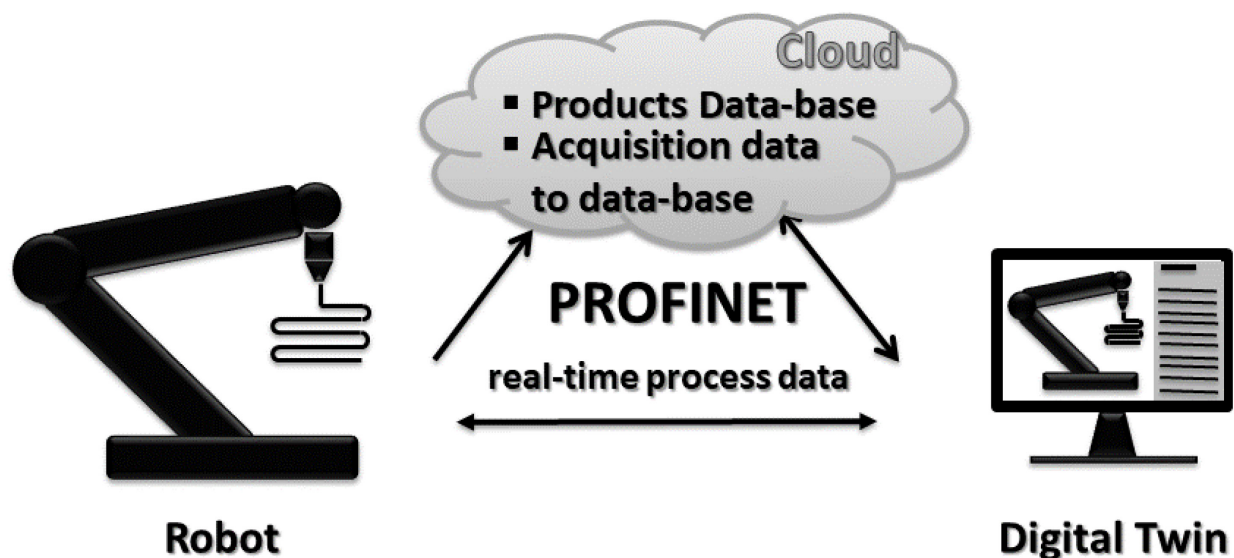 Cloud
▪ Products Data-base
▪ Acquisition data
to data-base
PROFINET
real-time process data
Robot
Digital Twin